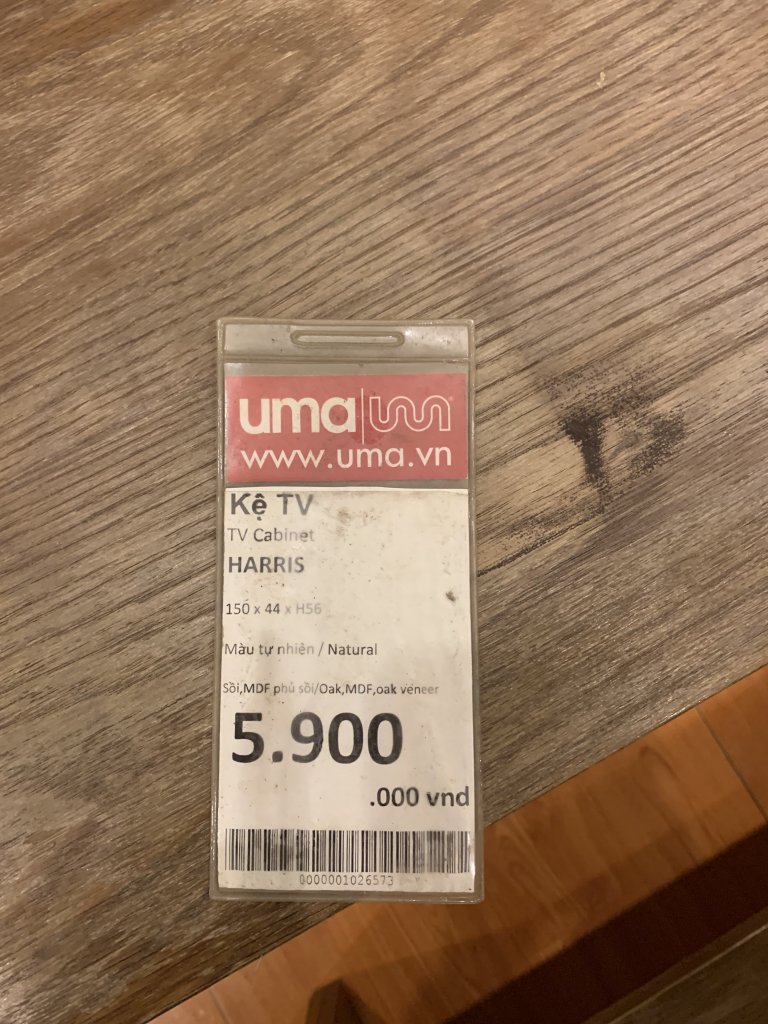 uma
www.uma.vn
Kệ TV
TV Cabinet
HARRIS
150 x 44 x H56
Màu tự nhiên / Natural
Sồi,MDF phủ sồi/Oak,MDF,oak veneer
5.900
.000 vnd
0000001026573